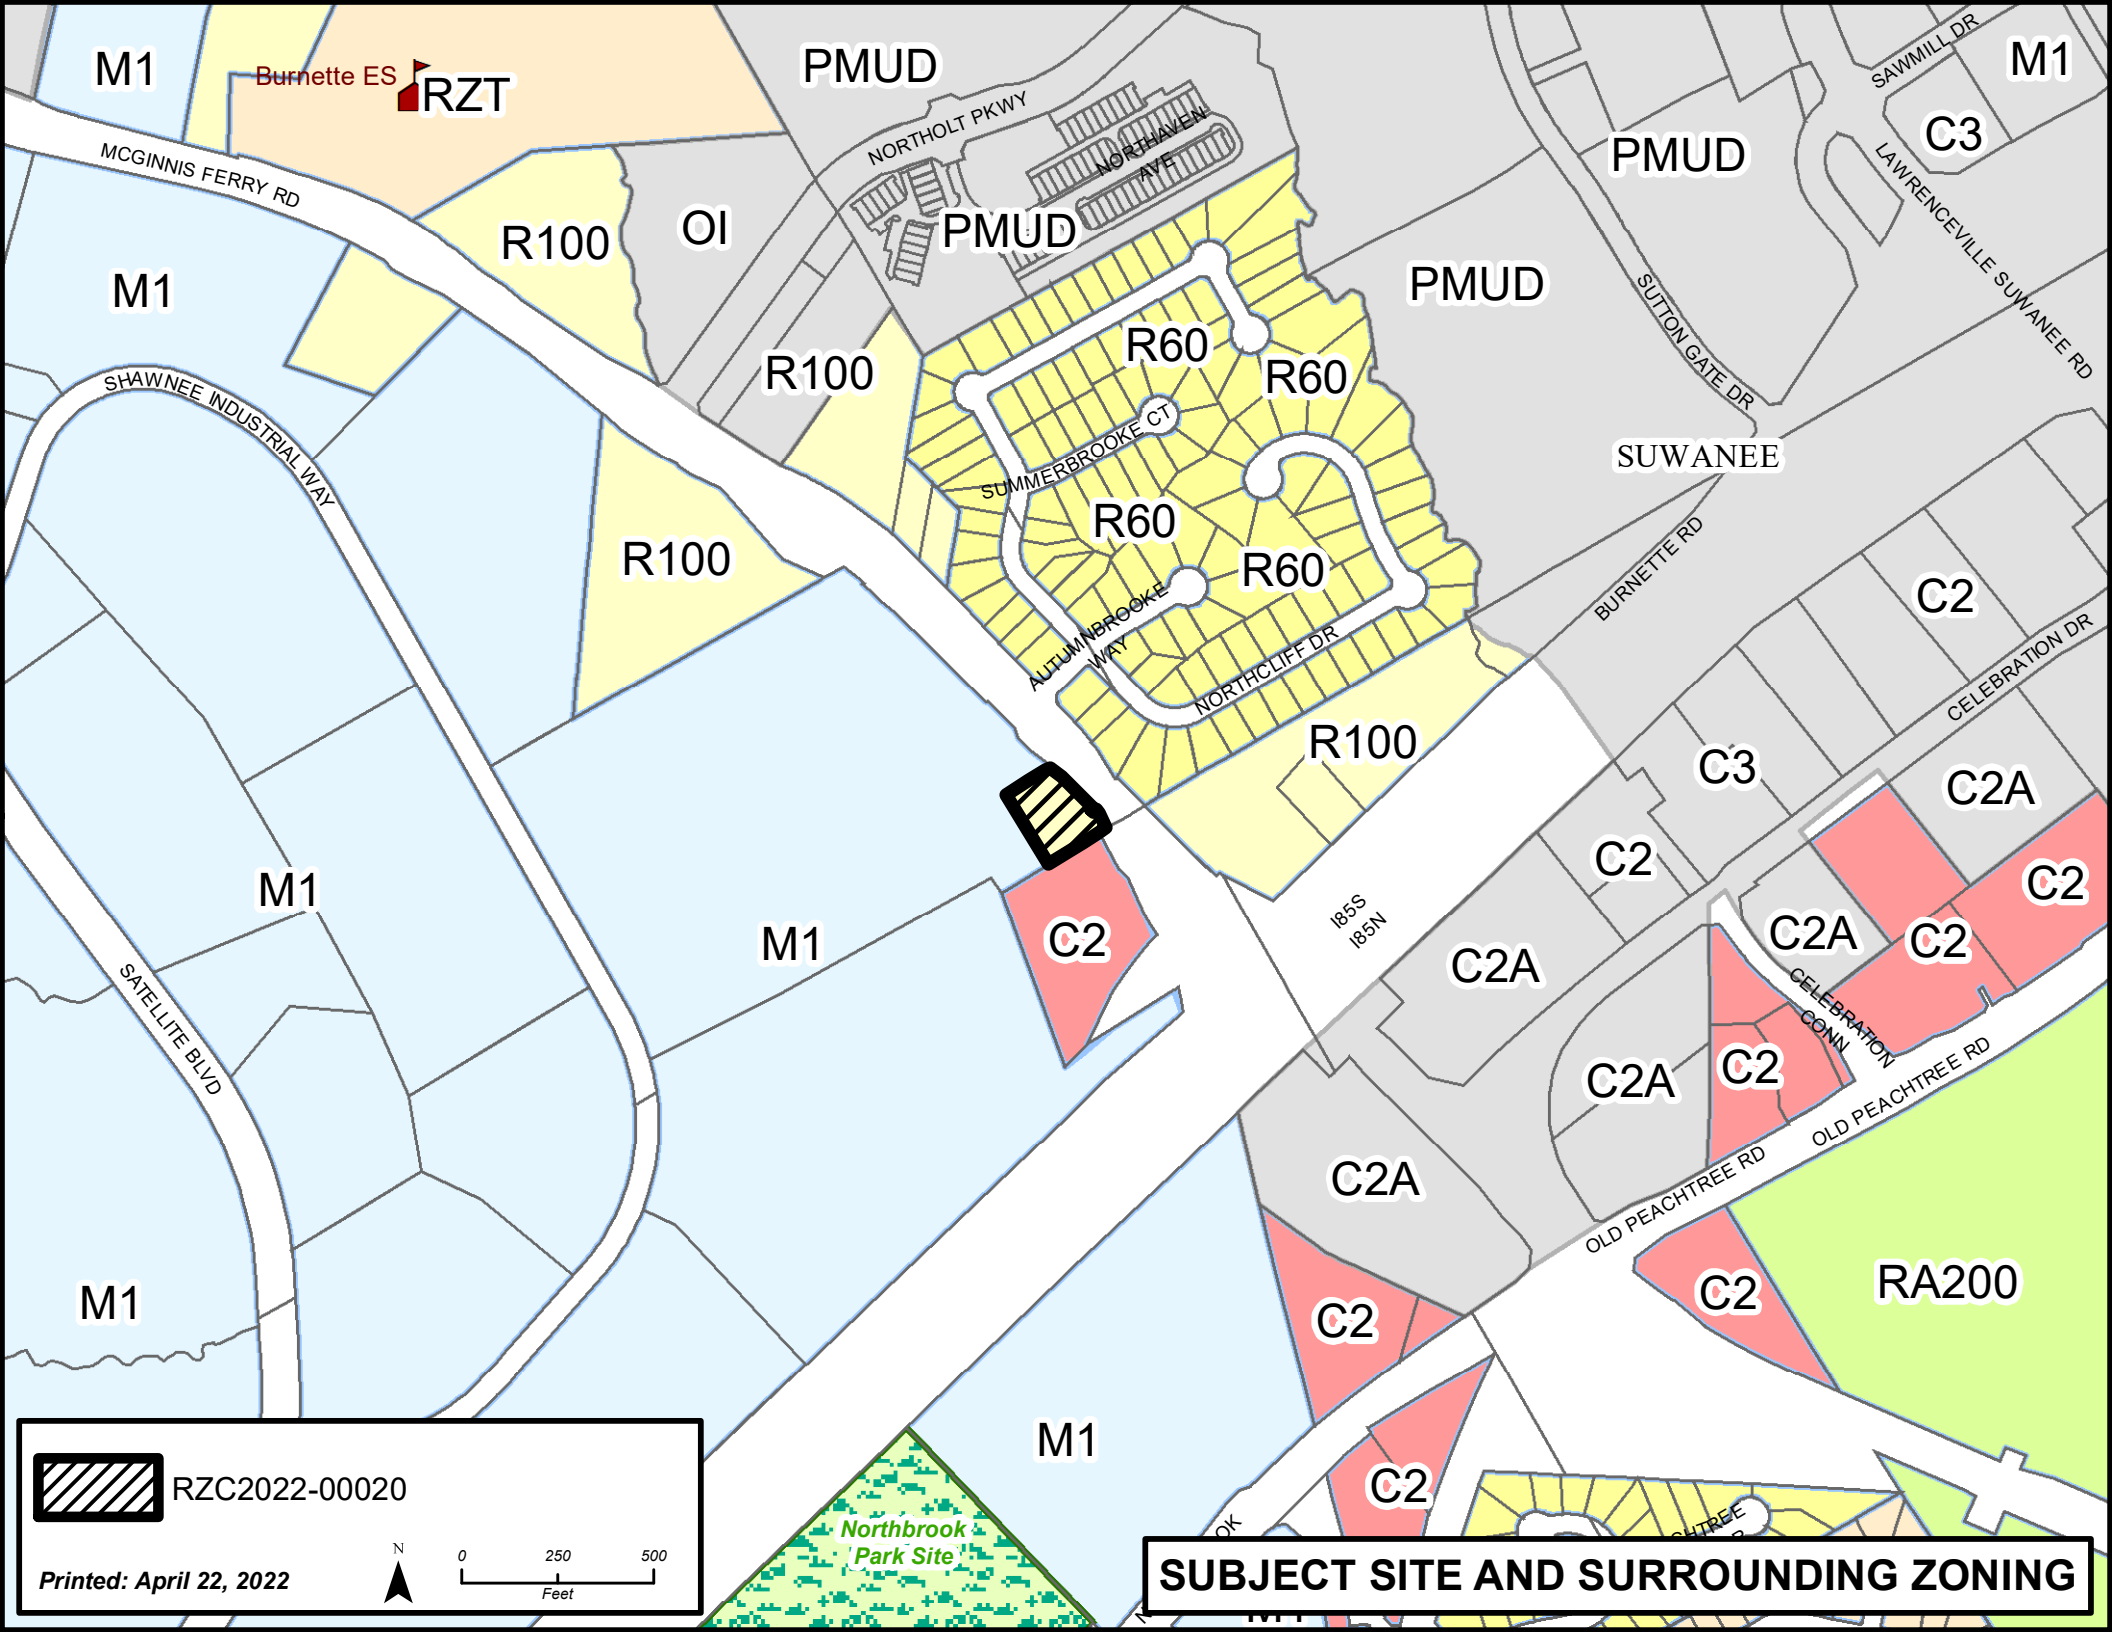 M1
Burnette ES
RZT
PMUD
SAWMILL DR
M1
NORTHOLT PKWY
NORTHAVEN
AVE
PMUD
C3
MCGINNIS FERRY RD
LAWRENCEVILLE SUWANEE RD
R100
OI
PMUD
M1
PMUD
SUTTON GATE DR
R60
R100
R60
SHAWNEE INDUSTRIAL WAY
SUMMERBROOKE CT
SUWANEE
R60
R100
R60
BURNETTE RD
C2
AUTUMNBROOKE
WAY
NORTHCLIFF DR
CELEBRATION DR
R100
C3
C2A
C2
M1
I85S
I85N
C2
M1
C2
C2A
C2
C2A
SATELLITE BLVD
CELEBRATION
CONN
C2A
C2
OLD PEACHTREE RD
C2A
OLD PEACHTREE RD
M1
C2
C2
RA200
M1
C2
RZC2022-00020
Northbrook
Park Site
N
0 250 500
Feet
Printed: April 22, 2022
SUBJECT SITE AND SURROUNDING ZONING